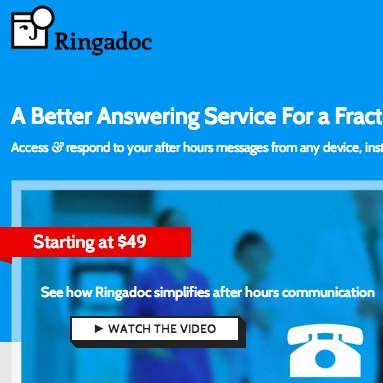 Ringadoc
A Better Answering Service For a Fract
Access & respond to your after hours messages from any device, inst
Starting at $49
See how Ringadoc simplifies after hours communication
▶ WATCH THE VIDEO